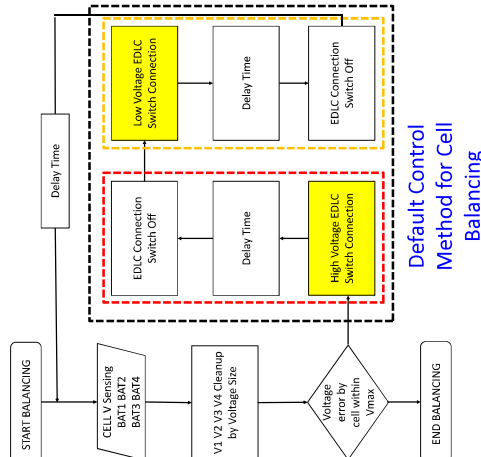 START BALANCING
CELL V Sensing
BAT1 BAT2
BAT3 BAT4
V1 V2 V3 V4 Cleanup
by Voltage Size
Voltage
error by
cell within
Vmax
END BALANCING
High Voltage EDLC
Switch Connection
Delay Time
EDLC Connection
Switch Off
Low Voltage EDLC
Switch Connection
Delay Time
EDLC Connection
Switch Off
Delay Time
Default Control
Method for Cell
Balancing